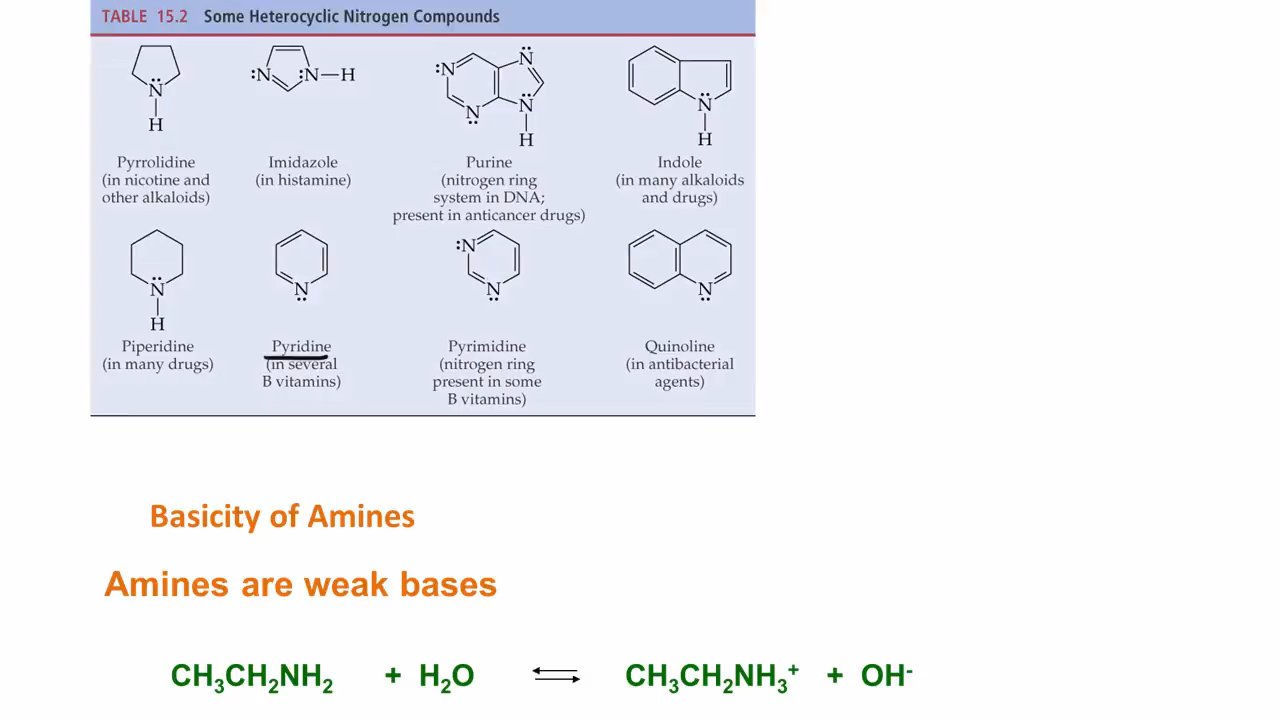 TABLE 15.2 Some Heterocyclic Nitrogen Compounds
N
H
:N :N—H
:N N
N N
H
N
H
Pyrrolidine
(in nicotine and
other alkaloids)
Imidazole
(in histamine)
Purine
(nitrogen ring
system in DNA;
present in anticancer drugs)
Indole
(in many alkaloids
and drugs)
N
H
N
:N
N
N
Piperidine
(in many drugs)
Pyridine
(in several
B vitamins)
Pyrimidine
(nitrogen ring
present in some
B vitamins)
Quinoline
(in antibacterial
agents)
Basicity of Amines
Amines are weak bases
CH₃CH₂NH₂ + H₂O ⇌ CH₃CH₂NH₃⁺ + OH⁻